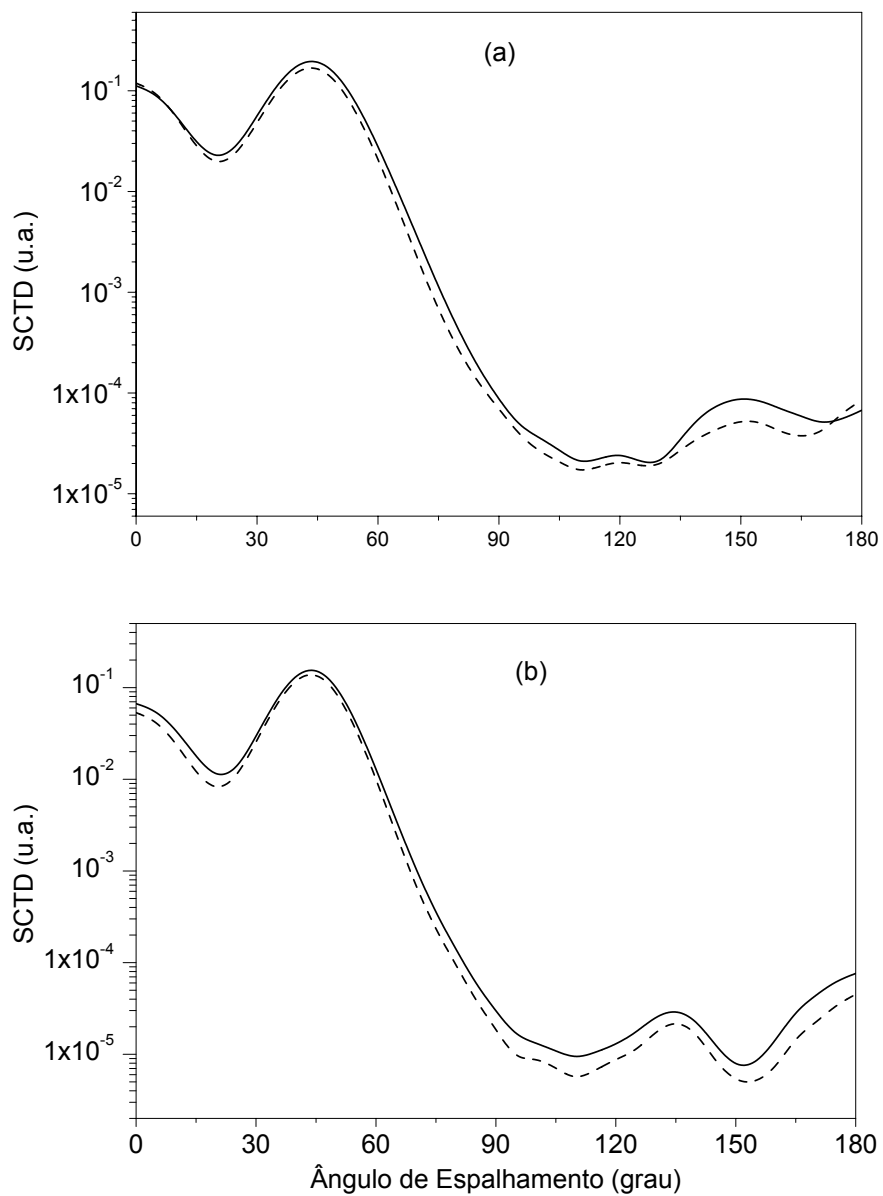 (a)
SCTD (u.a.)
10⁻¹
10⁻²
10⁻³
1x10⁻⁴
1x10⁻⁵
0 30 60 90 120 150 180
(b)
SCTD (u.a.)
10⁻¹
10⁻²
10⁻³
1x10⁻⁴
1x10⁻⁵
0 30 60 90 120 150 180
Ângulo de Espalhamento (grau)